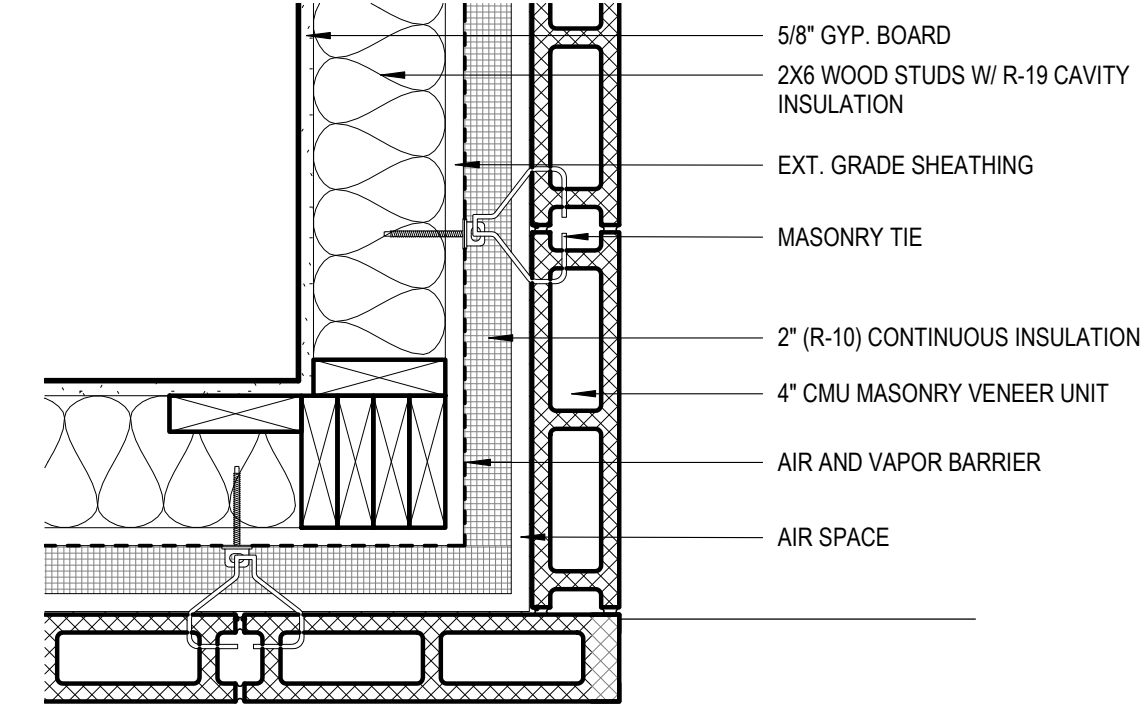 5/8" GYP. BOARD
2X6 WOOD STUDS W/ R-19 CAVITY
INSULATION
EXT. GRADE SHEATHING
MASONRY TIE
2" (R-10) CONTINUOUS INSULATION
4" CMU MASONRY VENEER UNIT
AIR AND VAPOR BARRIER
AIR SPACE